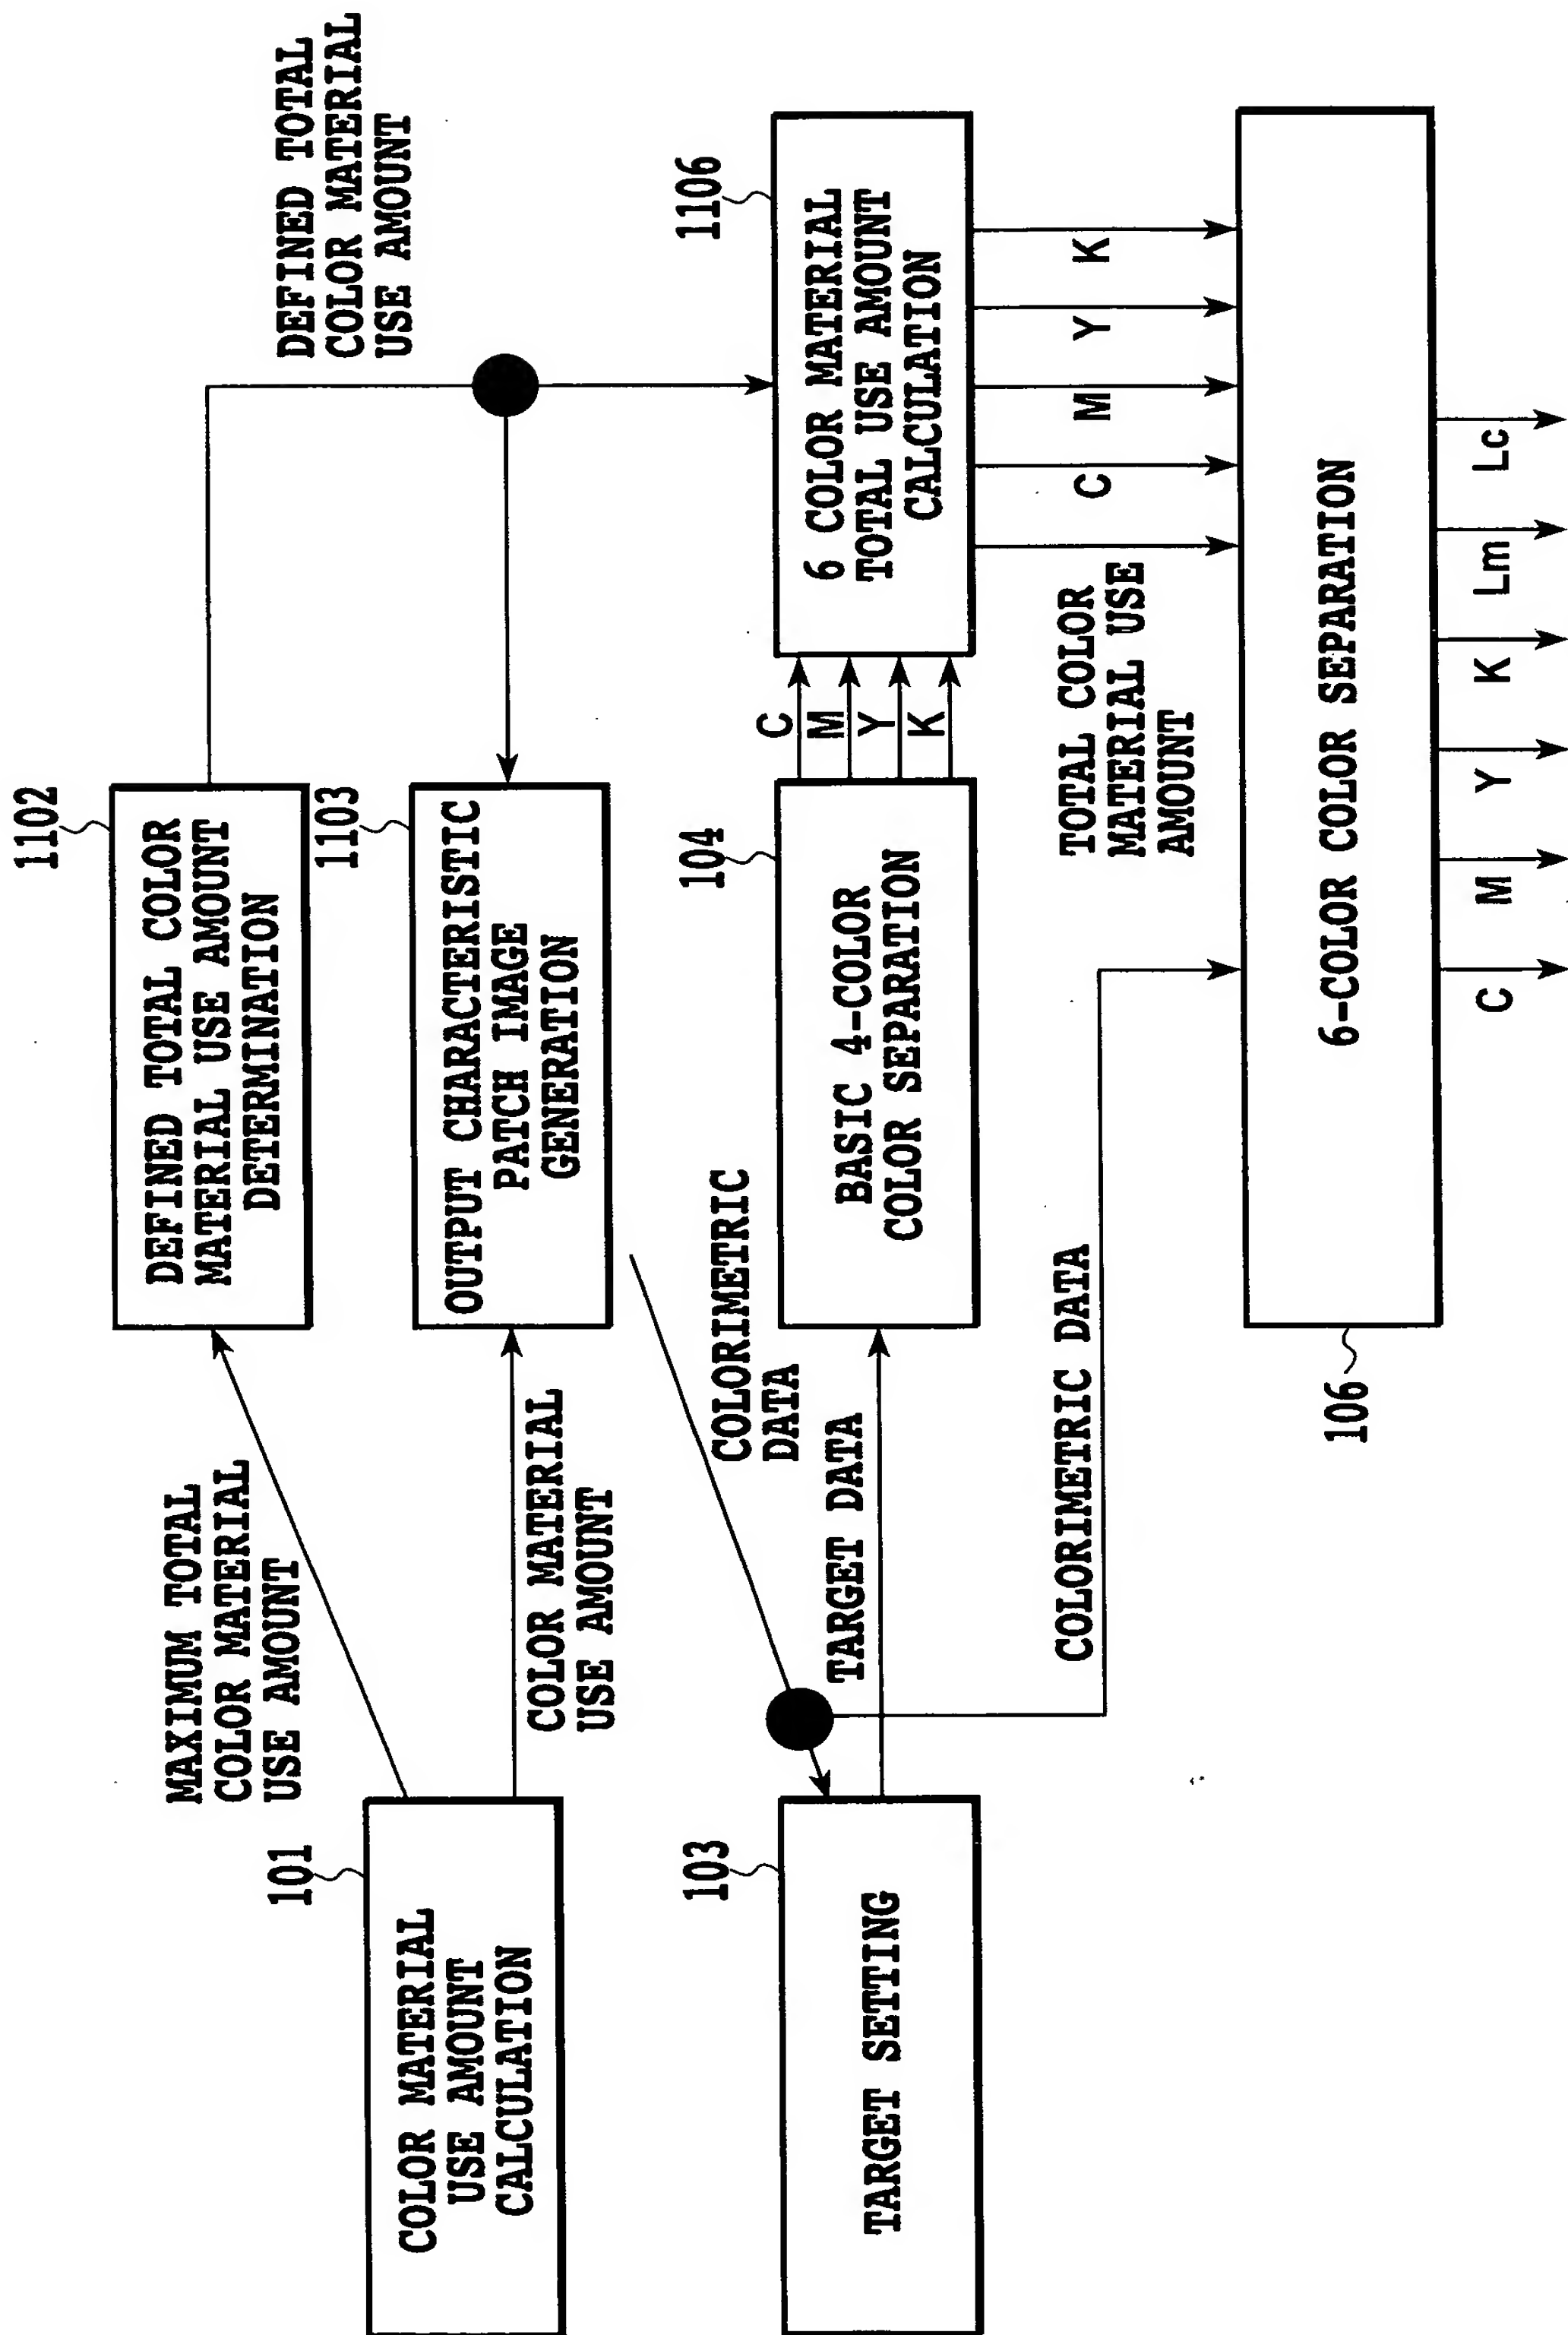 101
COLOR MATERIAL
USE AMOUNT
CALCULATION
MAXIMUM TOTAL
COLOR MATERIAL
USE AMOUNT
COLOR MATERIAL
USE AMOUNT
1102
DEFINED TOTAL COLOR
MATERIAL USE AMOUNT
DETERMINATION
1103
OUTPUT CHARACTERISTIC
PATCH IMAGE
GENERATION
DEFINED TOTAL
COLOR MATERIAL
USE AMOUNT
103
TARGET SETTING
COLORIMETRIC
DATA
TARGET DATA
104
BASIC 4-COLOR
COLOR SEPARATION
C
M
Y
K
1106
6 COLOR MATERIAL
TOTAL USE AMOUNT
CALCULATION
COLORIMETRIC DATA
TOTAL COLOR
MATERIAL USE
AMOUNT
C
M
Y
K
106
6-COLOR COLOR SEPARATION
C
M
Y
K
Lm
Lc